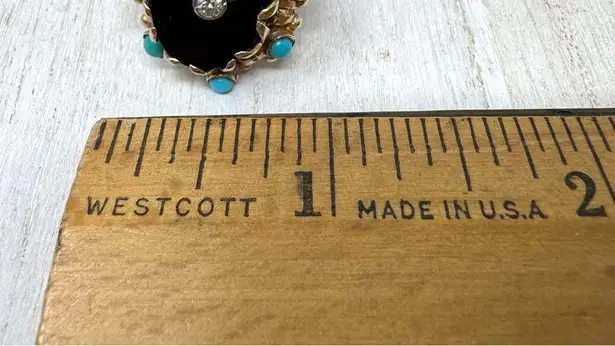 WESTCOTT 1 MADE IN U.S.A 2